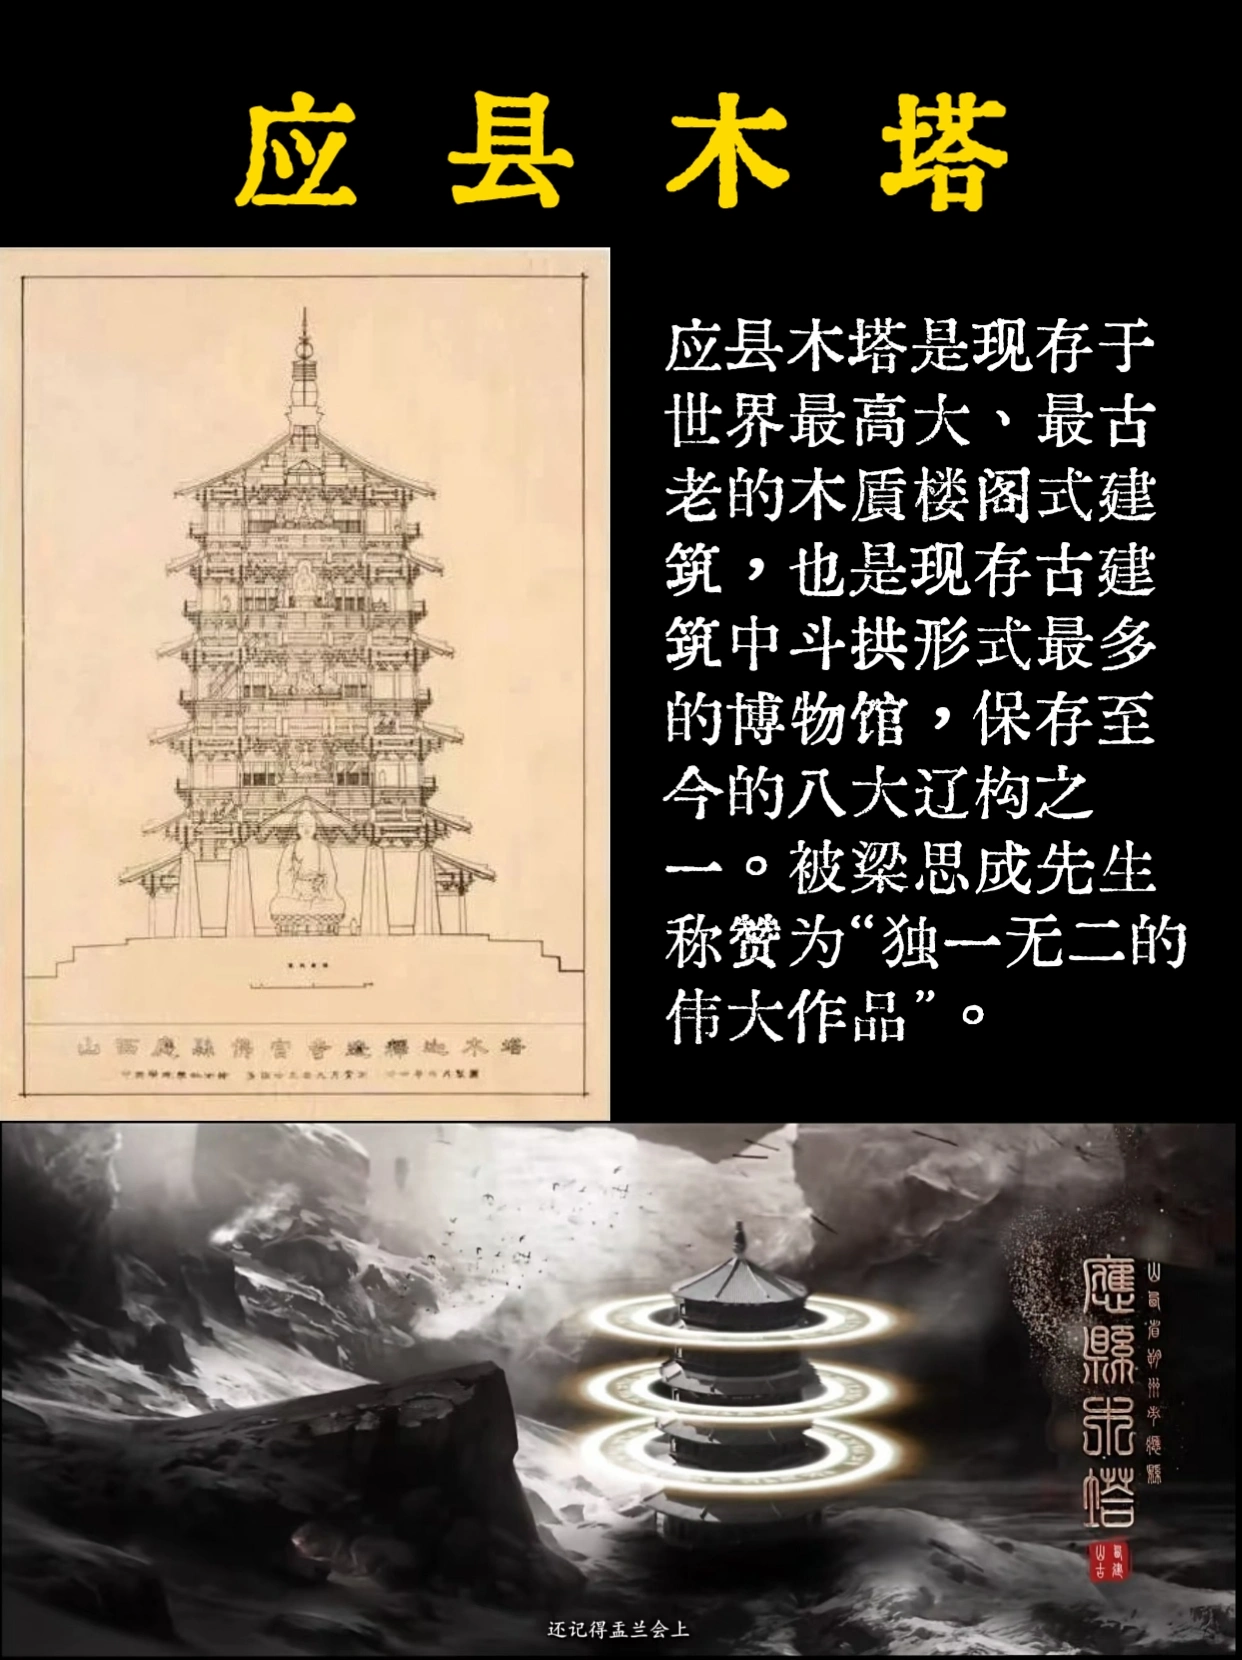 应县木塔
应县木塔是现存于
世界最高大、最古
老的木质楼阁式建
筑，也是现存古建
筑中斗拱形式最多
的博物馆，保存至
今的八大辽构之
一。被梁思成先生
称赞为“独一无二的
伟大作品”。
山西應縣佛宮寺遼釋迦木塔
應縣木塔
还记得盂兰会上